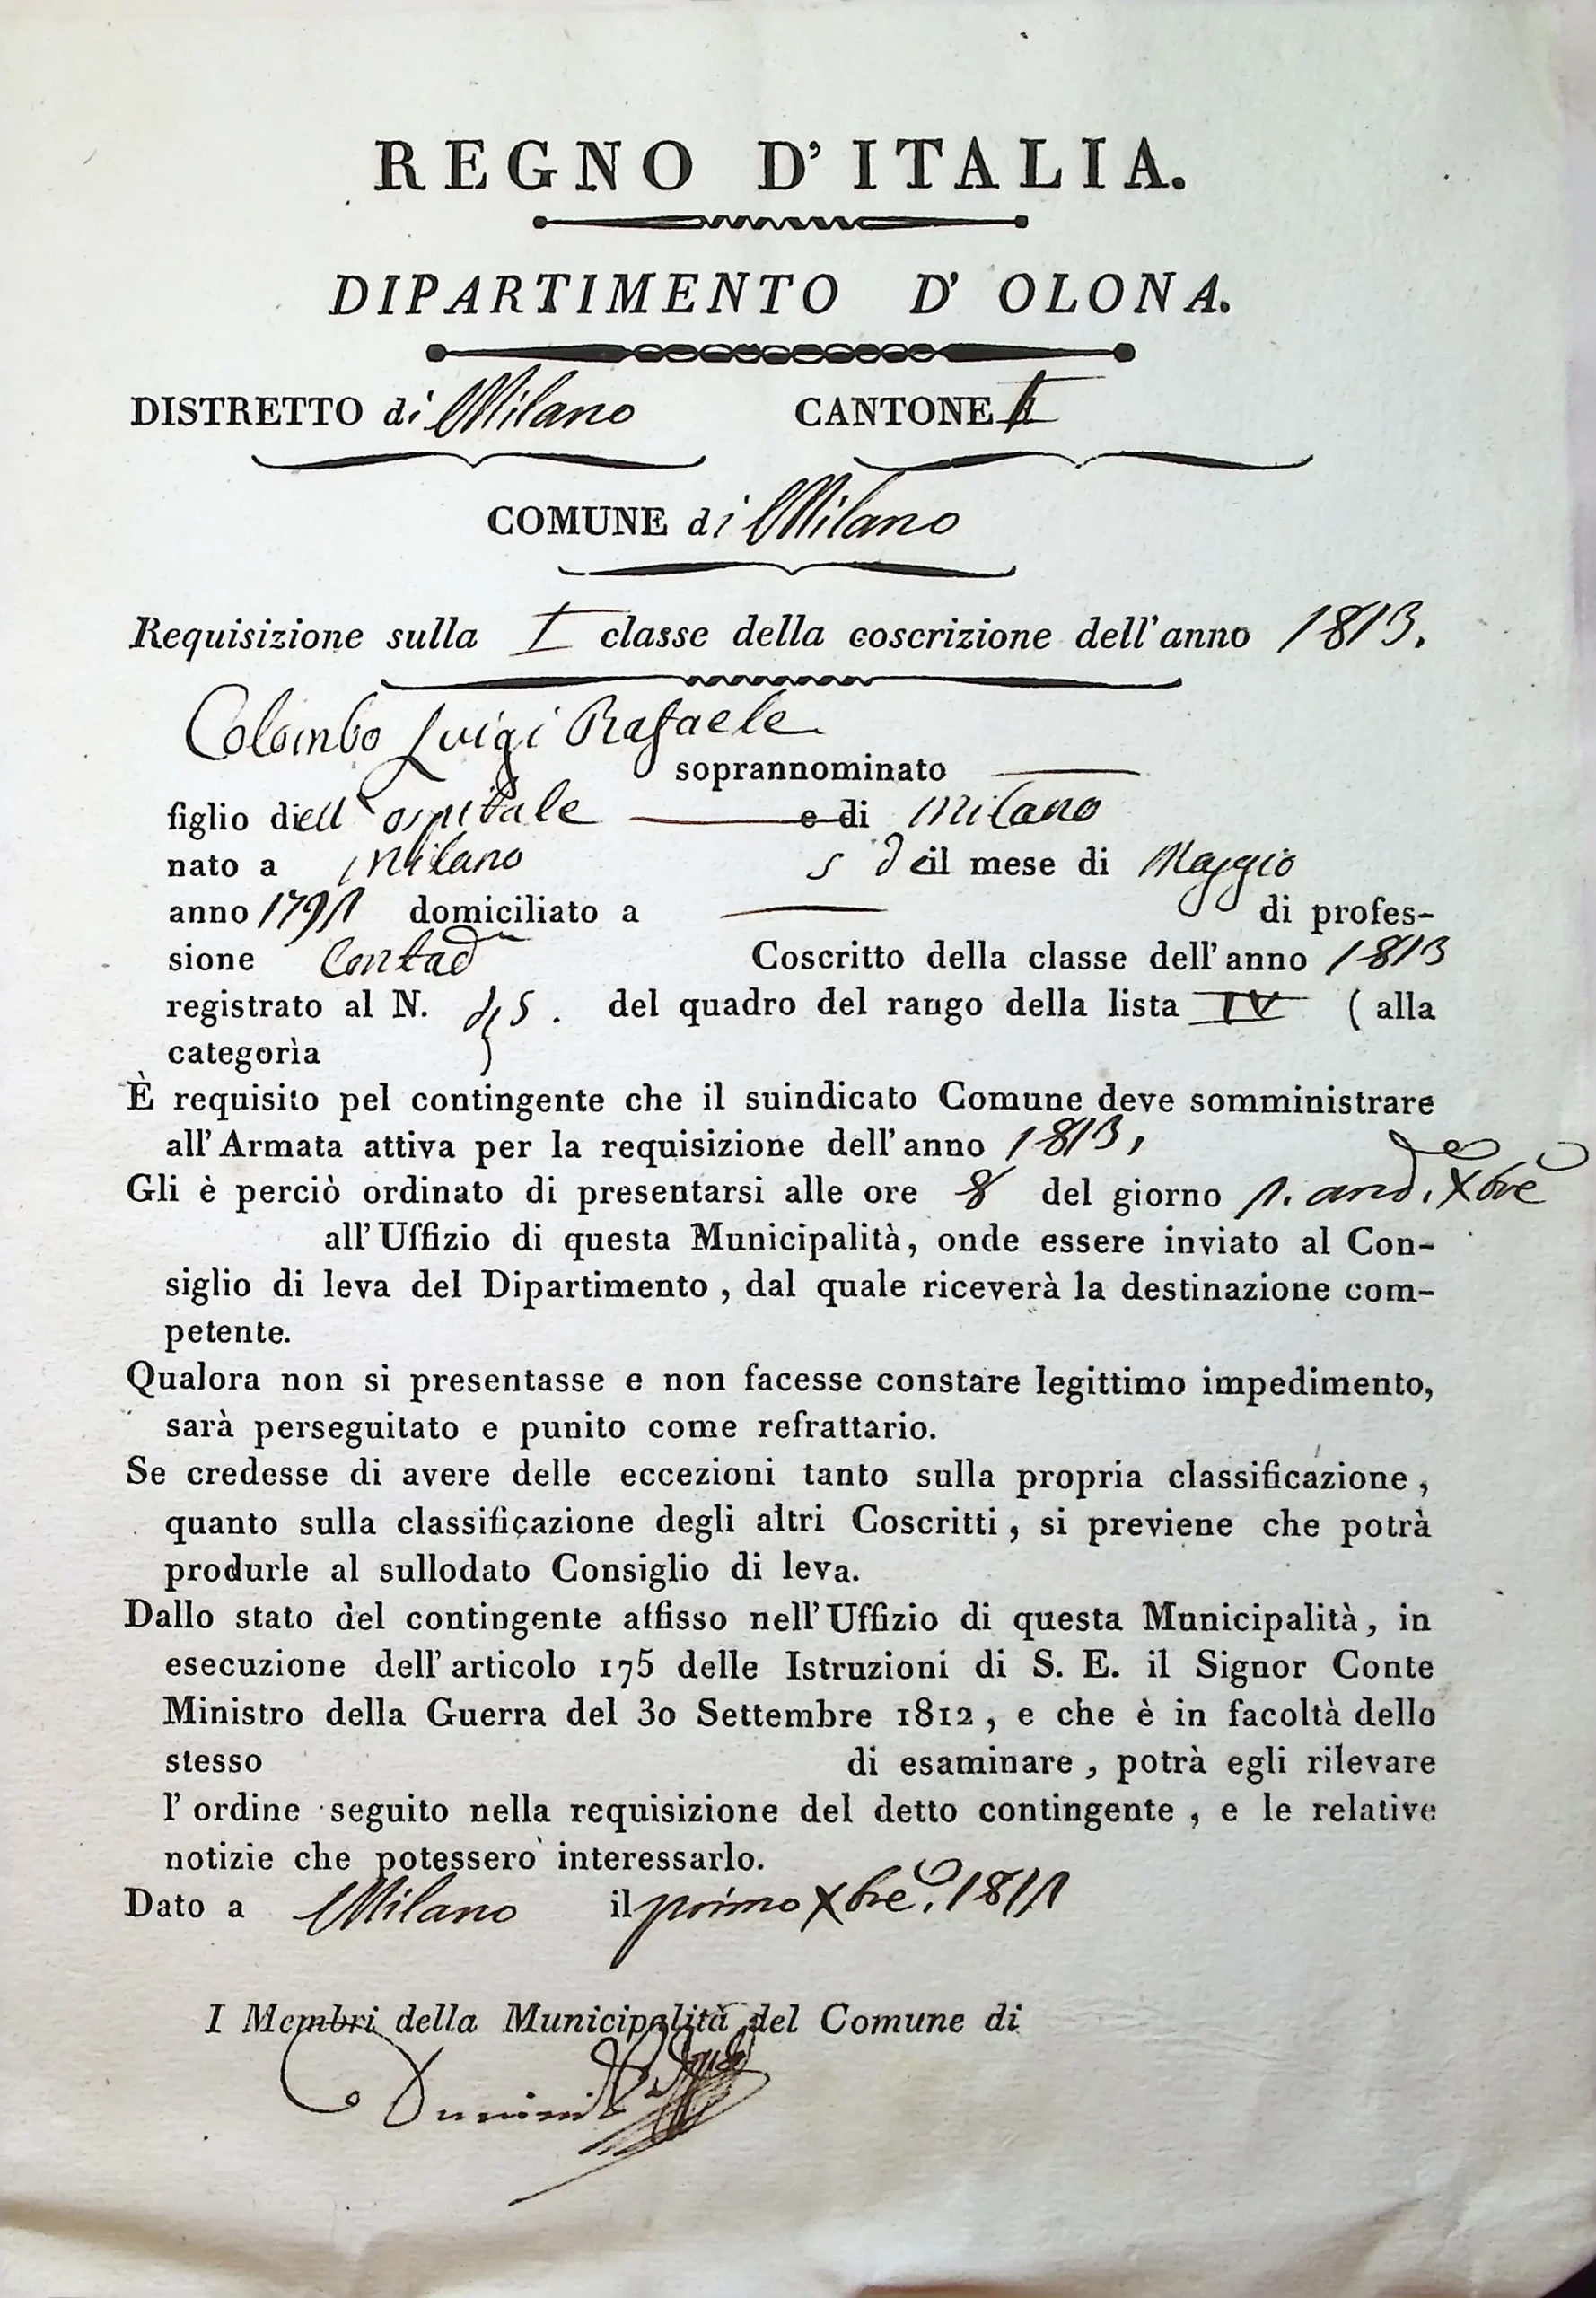 REGNO D'ITALIA.
DIPARTIMENTO D' OLONA.
DISTRETTO di Milano CANTONE
COMUNE di Milano
Requisizione sulla I classe della coscrizione dell'anno 1813.
Colombo Luigi Rafaele
soprannominato
figlio diell'ospitale e di Milano
nato a Milano 5 del il mese di Maggio
anno domiciliato a di profes-
sione Contad Coscritto della classe dell'anno 1813
registrato al N. 45. del quadro del rango della lista IV ( alla
categorìa
È requisito pel contingente che il suindicato Comune deve somministrare
all'Armata attiva per la requisizione dell'anno 1813,
Gli è perciò ordinato di presentarsi alle ore 8 del giorno and. Xbre
all'Uffizio di questa Municipalità, onde essere inviato al Con-
siglio di leva del Dipartimento, dal quale riceverà la destinazione com-
petente.
Qualora non si presentasse e non facesse constare legittimo impedimento,
sarà perseguitato e punito come refrattario.
Se credesse di avere delle eccezioni tanto sulla propria classificazione,
quanto sulla classificazione degli altri Coscritti, si previene che potrà
produrle al sullodato Consiglio di leva.
Dallo stato del contingente affisso nell'Uffizio di questa Municipalità, in
esecuzione dell'articolo 175 delle Istruzioni di S. E. il Signor Conte
Ministro della Guerra del 30 Settembre 1812, e che è in facoltà dello
stesso di esaminare, potrà egli rilevare
l'ordine seguito nella requisizione del detto contingente, e le relative
notizie che potessero interessarlo.
Dato a Milano il primo Xbre.
I Membri della Municipalità del Comune di